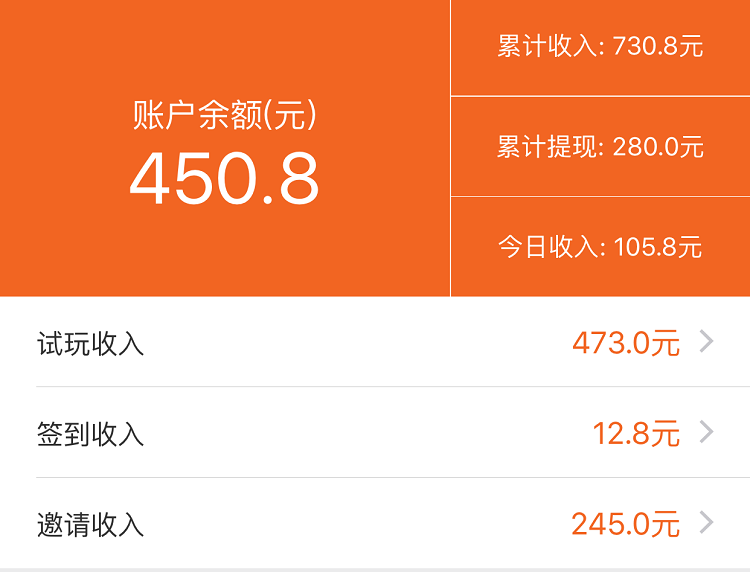 账户余额(元)
450.8
累计收入: 730.8元
累计提现: 280.0元
今日收入: 105.8元
试玩收入 473.0元
签到收入 12.8元
邀请收入 245.0元